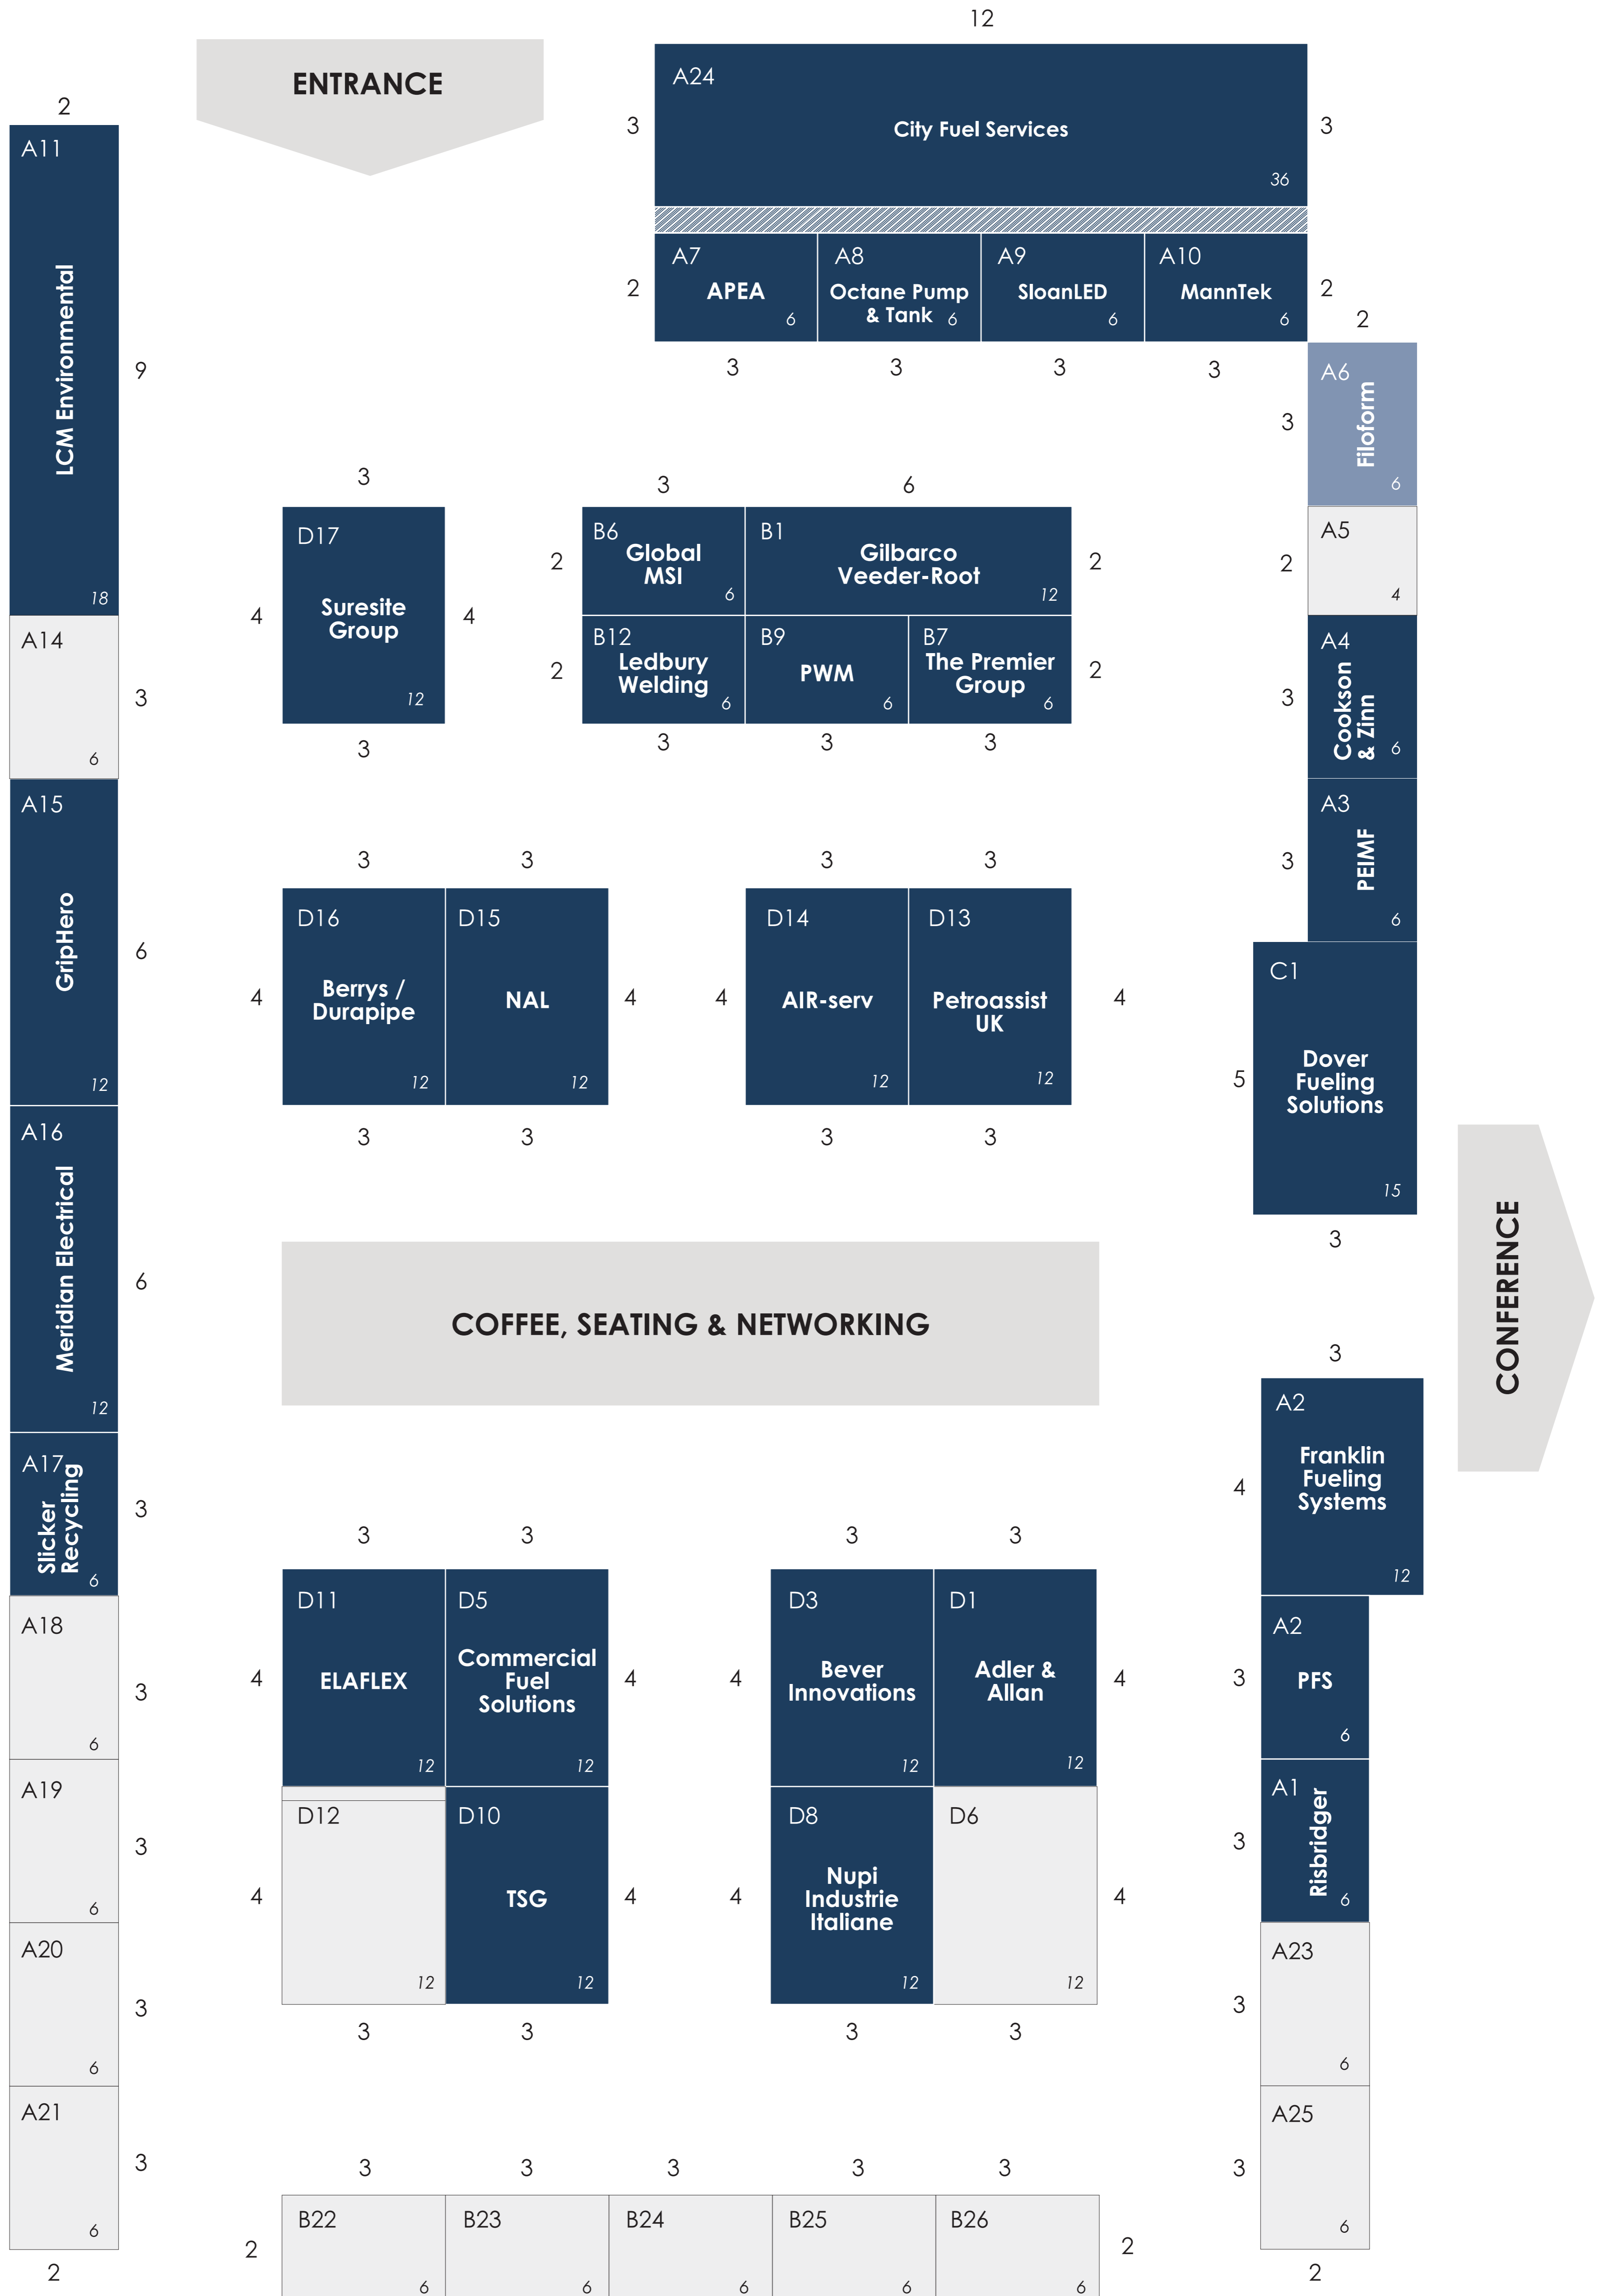 12
ENTRANCE
A24
City Fuel Services
36
3
3
2
A11
LCM Environmental
18
9
A7
APEA
6
A8
Octane Pump
& Tank 6
A9
SloanLED
6
A10
MannTek
6
2
2
3
3
3
3
2
A6
Filoform
6
3
A5
4
2
A4
Cookson
& Zinn
6
3
A3
PEIMF
6
3
C1
Dover
Fueling
Solutions
15
5
3
3
D17
Suresite
Group
12
4
4
3
3
6
B6
Global
MSI
6
B1
Gilbarco
Veeder-Root
12
2
2
B12
Ledbury
Welding
6
B9
PWM
6
B7
The Premier
Group
6
2
2
3
3
3
A14
6
3
A15
GripHero
12
6
A16
Meridian Electrical
12
6
A17
Slicker
Recycling
6
3
A18
6
3
A19
6
3
A20
6
3
A21
6
3
2
3
3
D16
Berrys /
Durapipe
12
D15
NAL
12
4
4
3
3
3
3
D14
AIR-serv
12
D13
Petroassist
UK
12
4
4
3
3
COFFEE, SEATING & NETWORKING
CONFERENCE
3
A2
Franklin
Fueling
Systems
12
4
A2
PFS
6
3
A1
Risbridger
6
3
A23
6
3
A25
6
3
2
3
3
D11
ELAFLEX
12
D5
Commercial
Fuel
Solutions
12
4
4
D12
12
D10
TSG
12
4
4
3
3
3
3
D3
Bever
Innovations
12
D1
Adler &
Allan
12
4
4
D8
Nupi
Industrie
Italiane
12
D6
12
4
4
3
3
3
3
3
3
3
B22
6
B23
6
B24
6
B25
6
B26
6
2
2